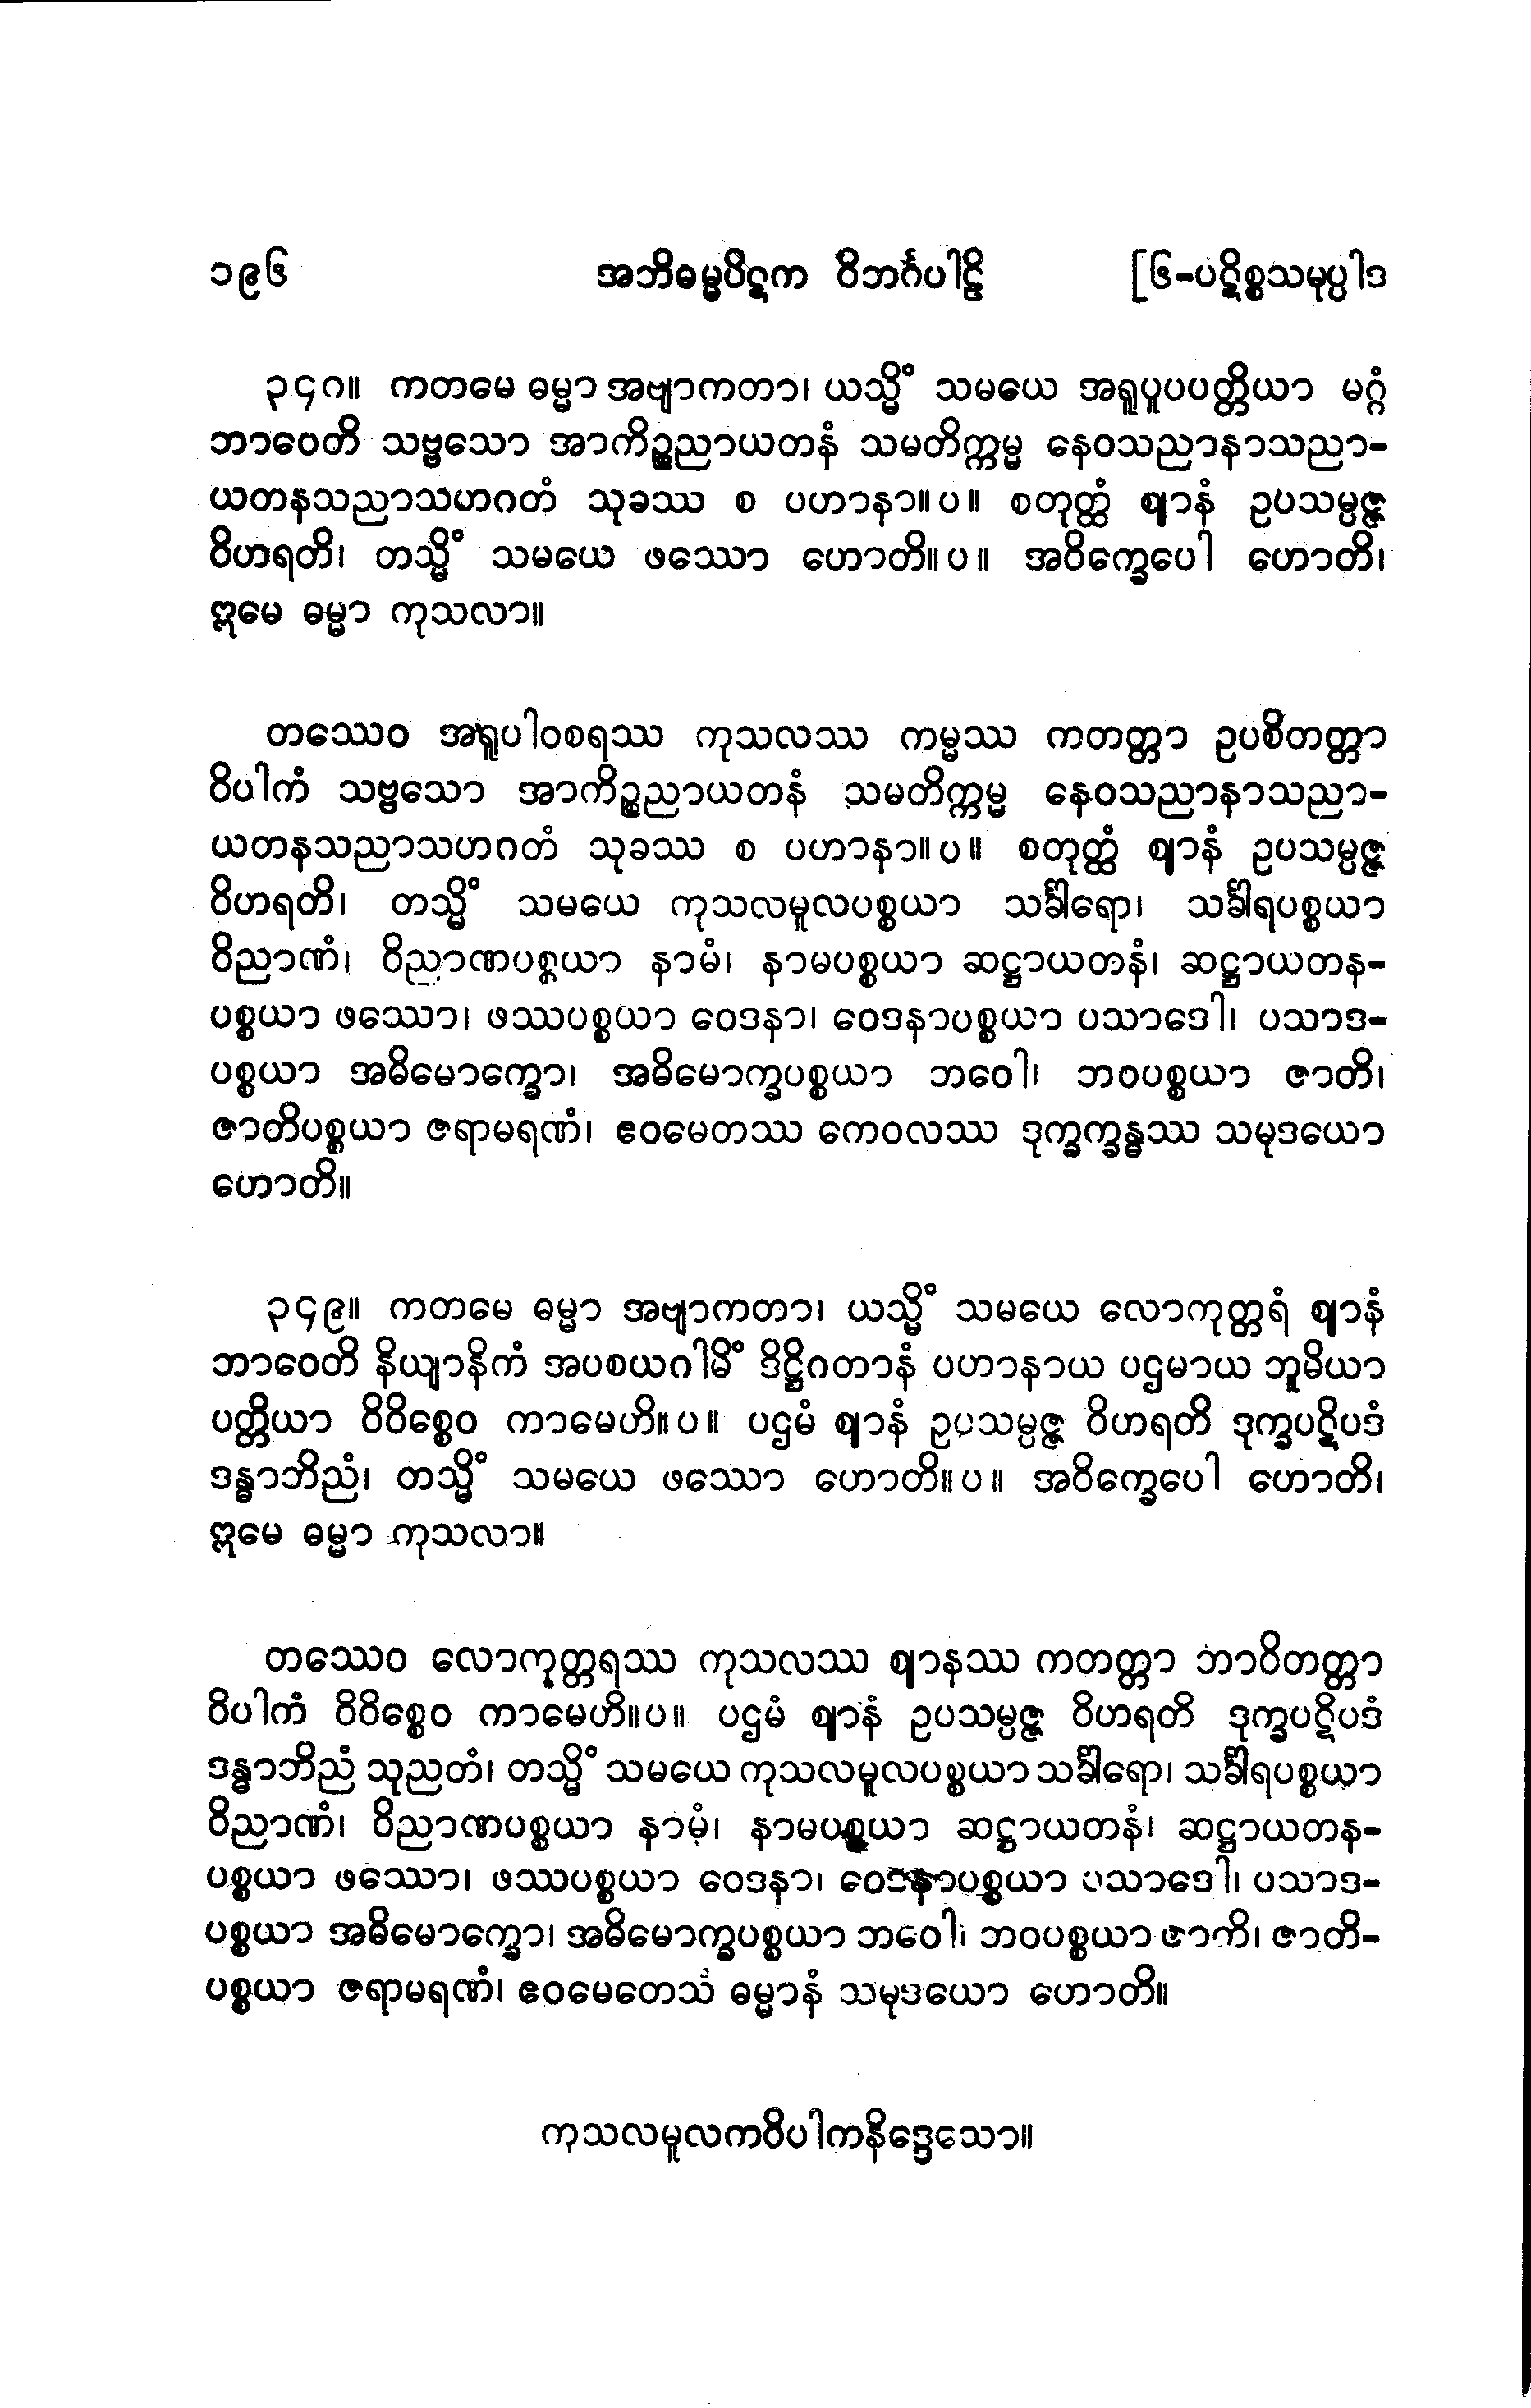 ၁၉၆ အဘိဓမ္မပိဋက ဝိဘင်္ဂပါဠိ [၆-ပဋိစ္စသမုပ္ပါဒ
၃၄၈။ ကတမေ ဓမ္မာ အဗျာကတာ၊ ယသ္မိံ သမယေ အရူပူပပတ္တိယာ မဂ္ဂံ
ဘာဝေတိ သဗ္ဗသော အာကိဉ္စညာယတနံ သမတိက္ကမ္မ နေဝသညာနာသညာ-
ယတနသညာသဟဂတံ သုခဿ စ ပဟာနာ။ပ။ စတုတ္ထံ ဈာနံ ဥပသမ္ပဇ္ဇ
ဝိဟရတိ၊ တသ္မိံ သမယေ ဖဿော ဟောတိ။ပ။ အဝိက္ခေပေါ ဟောတိ၊
ဣမေ ဓမ္မာ ကုသလာ။
တဿေဝ အရူပါဝစရဿ ကုသလဿ ကမ္မဿ ကတတ္တာ ဥပစိတတ္တာ
ဝိပါကံ သဗ္ဗသော အာကိဉ္စညာယတနံ သမတိက္ကမ္မ နေဝသညာနာသညာ-
ယတနသညာသဟဂတံ သုခဿ စ ပဟာနာ။ပ။ စတုတ္ထံ ဈာနံ ဥပသမ္ပဇ္ဇ
ဝိဟရတိ၊ တသ္မိံ သမယေ ကုသလမူလပစ္စယာ သင်္ခါရော၊ သင်္ခါရပစ္စယာ
ဝိညာဏံ၊ ဝိညာဏပစ္စယာ နာမံ၊ နာမပစ္စယာ ဆဋ္ဌာယတနံ၊ ဆဋ္ဌာယတန-
ပစ္စယာ ဖဿော၊ ဖဿပစ္စယာ ဝေဒနာ၊ ဝေဒနာပစ္စယာ ပသာဒေါ၊ ပသာဒ-
ပစ္စယာ အဓိမောက္ခော၊ အဓိမောက္ခပစ္စယာ ဘဝေါ၊ ဘဝပစ္စယာ ဇာတိ၊
ဇာတိပစ္စယာ ဇရာမရဏံ၊ ဧဝမေတဿ ကေဝလဿ ဒုက္ခက္ခန္ဓဿ သမုဒယော
ဟောတိ။
၃၄၉။ ကတမေ ဓမ္မာ အဗျာကတာ၊ ယသ္မိံ သမယေ လောကုတ္တရံ ဈာနံ
ဘာဝေတိ နိယျာနိကံ အပစယဂါမိံ ဒိဋ္ဌိဂတာနံ ပဟာနာယ ပဌမာယ ဘူမိယာ
ပတ္တိယာ ဝိဝိစ္စေဝ ကာမေဟိ။ပ။ ပဌမံ ဈာနံ ဥပသမ္ပဇ္ဇ ဝိဟရတိ ဒုက္ခပဋိပဒံ
ဒန္ဓာဘိညံ၊ တသ္မိံ သမယေ ဖဿော ဟောတိ။ပ။ အဝိက္ခေပေါ ဟောတိ၊
ဣမေ ဓမ္မာ ကုသလာ။
တဿေဝ လောကုတ္တရဿ ကုသလဿ ဈာနဿ ကတတ္တာ ဘာဝိတတ္တာ
ဝိပါကံ ဝိဝိစ္စေဝ ကာမေဟိ။ပ။ ပဌမံ ဈာနံ ဥပသမ္ပဇ္ဇ ဝိဟရတိ ဒုက္ခပဋိပဒံ
ဒန္ဓာဘိညံ သုညတံ၊ တသ္မိံ သမယေ ကုသလမူလပစ္စယာ သင်္ခါရော၊ သင်္ခါရပစ္စယာ
ဝိညာဏံ၊ ဝိညာဏပစ္စယာ နာမံ၊ နာမပစ္စယာ ဆဋ္ဌာယတနံ၊ ဆဋ္ဌာယတန-
ပစ္စယာ ဖဿော၊ ဖဿပစ္စယာ ဝေဒနာ၊ ဝေဒနာပစ္စယာ ပသာဒေါ၊ ပသာဒ-
ပစ္စယာ အဓိမောက္ခော၊ အဓိမောက္ခပစ္စယာ ဘဝေါ၊ ဘဝပစ္စယာ ဇာကိ၊ ဇာတိ-
ပစ္စယာ ဇရာမရဏံ၊ ဧဝမေတေသံ ဓမ္မာနံ သမုဒယော ဟောတိ။
ကုသလမူလကဝိပါကနိဒ္ဒေသော။